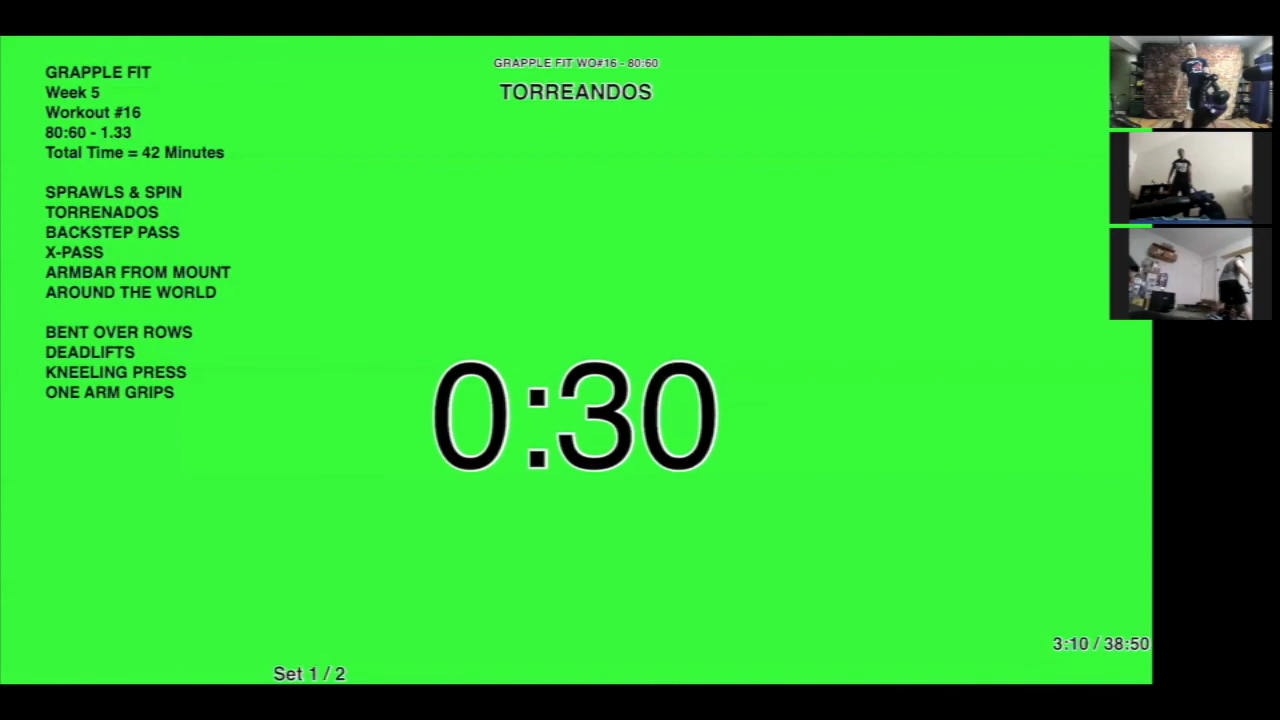 GRAPPLE FIT
Week 5
Workout #16
80:60 - 1.33
Total Time = 42 Minutes
SPRAWLS & SPIN
TORRENADOS
BACKSTEP PASS
X-PASS
ARMBAR FROM MOUNT
AROUND THE WORLD
BENT OVER ROWS
DEADLIFTS
KNEELING PRESS
ONE ARM GRIPS
GRAPPLE FIT WO#16 - 80:60
TORREANDOS
0:30
3:10 / 38:50
Set 1 / 2